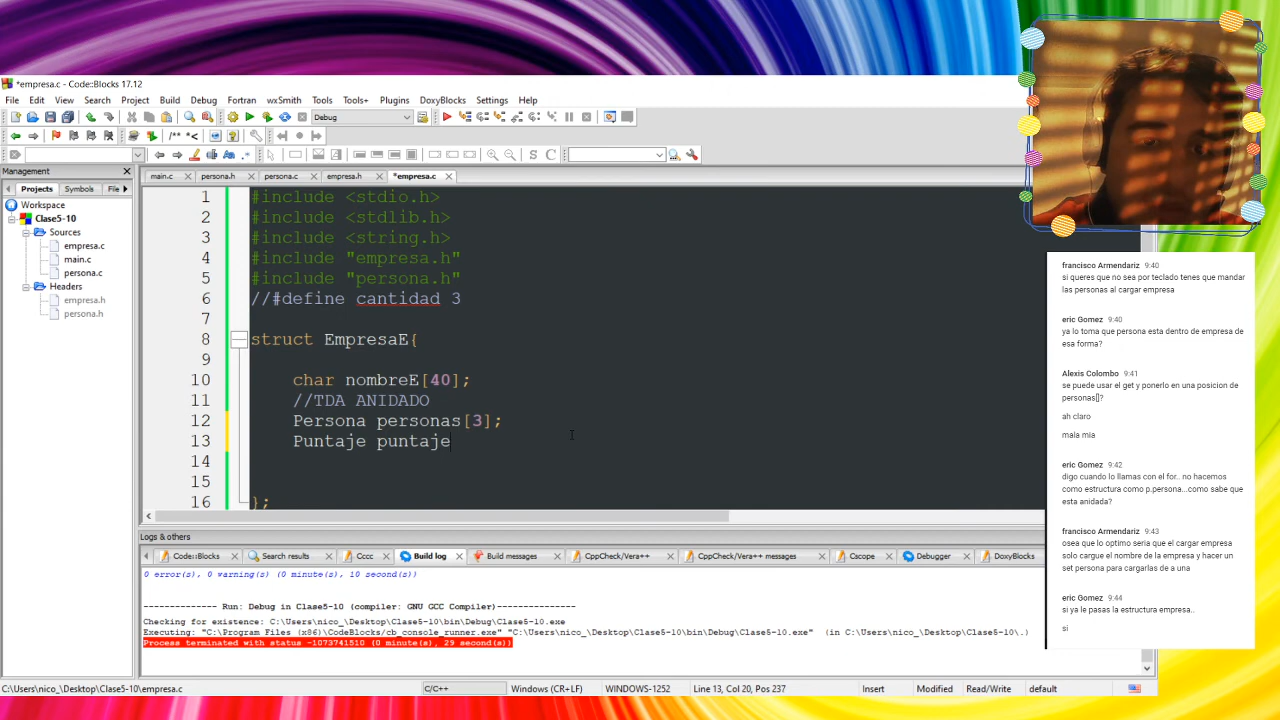 *empresa.c - Code::Blocks 17.12
File Edit View Search Project Build Debug Fortran wxSmith Tools Tools+ Plugins DoxyBlocks Settings Help
Debug
/** *<
Aa .*
S C
Management
Projects Symbols File
Workspace
Clase5-10
Sources
empresa.c
main.c
persona.c
Headers
empresa.h
persona.h
main.c persona.h persona.c empresa.h *empresa.c
1 #include <stdio.h>
2 #include <stdlib.h>
3 #include <string.h>
4 #include "empresa.h"
5 #include "persona.h"
6 //#define cantidad 3
7
8 struct EmpresaE{
9
10 char nombreE[40];
11 //TDA ANIDADO
12 Persona personas[3];
13 Puntaje puntaje
14
15
16 };
Logs & others
Code::Blocks Search results Cccc Build log Build messages CppCheck/Vera++ CppCheck/Vera++ messages Cscope Debugger DoxyBlocks
0 error(s), 0 warning(s) (0 minute(s), 10 second(s))
-------------- Run: Debug in Clase5-10 (compiler: GNU GCC Compiler)---------------
Checking for existence: C:\Users\nico_\Desktop\Clase5-10\bin\Debug\Clase5-10.exe
Executing: "C:\Program Files (x86)\CodeBlocks/cb_console_runner.exe" "C:\Users\nico_\Desktop\Clase5-10\bin\Debug\Clase5-10.exe" (in C:\Users\nico_\Desktop\Clase5-10\.)
Process terminated with status -1073741510 (0 minute(s), 29 second(s))
C:\Users\nico_\Desktop\Clase5-10\empresa.c C/C++ Windows (CR+LF) WINDOWS-1252 Line 13, Col 20, Pos 237 Insert Modified Read/Write default
francisco Armendariz 9:40
si queres que no sea por teclado tenes que mandar
las personas al cargar empresa
eric Gomez 9:40
ya lo toma que persona esta dentro de empresa de
esa forma?
Alexis Colombo 9:41
se puede usar el get y ponerlo en una posicion de
personas[]?
ah claro
mala mia
eric Gomez 9:42
digo cuando lo llamas con el for.. no hacemos
como estructura como p.persona...como sabe que
esta anidada?
francisco Armendariz 9:43
osea que lo optimo seria que el cargar empresa
solo cargue el nombre de la empresa y hacer un
set persona para cargarlas de a una
eric Gomez 9:44
si ya le pasas la estructura empresa..
si